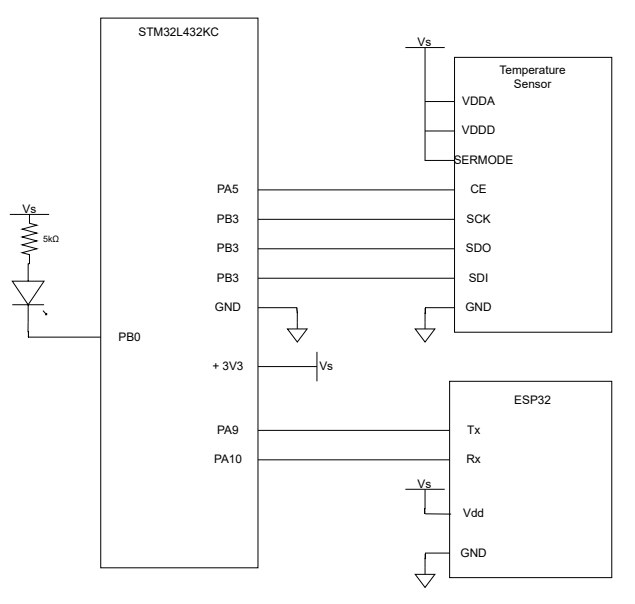 STM32L432KC
Vs
Temperature
Sensor
VDDA
VDDD
SERMODE
PA5
CE
PB3
SCK
Vs
5kΩ
PB3
SDO
PB3
SDI
GND
GND
PB0
+ 3V3
Vs
ESP32
PA9
Tx
PA10
Rx
Vs
Vdd
GND